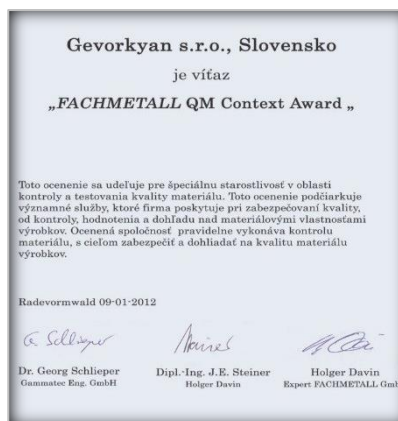 Gevorkyan s.r.o., Slovensko
je víťaz
„FACHMETALL QM Context Award „
Toto ocenenie sa udeľuje pre špeciálnu starostlivosť v oblasti
kontroly a testovania kvality materiálu. Toto ocenenie podčiarkuje
významné služby, ktoré firma poskytuje pri zabezpečovaní kvality,
od kontroly, hodnotenia a dohľadu nad materiálovými vlastnosťami
výrobkov. Ocenená spoločnosť pravidelne vykonáva kontrolu
materiálu, s cieľom zabezpečiť a dohliadať na kvalitu materiálu
výrobkov.
Radevormwald 09-01-2012
G. Schlieper
Dr. Georg Schlieper Dipl.-Ing. J.E. Steiner Holger Davin
Gammatec Eng. GmbH Holger Davin Expert FACHMETALL Gmb